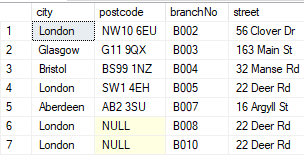 city postcode branchNo street
1 London NW10 6EU B002 56 Clover Dr
2 Glasgow G11 9QX B003 163 Main St
3 Bristol BS99 1NZ B004 32 Manse Rd
4 London SW1 4EH B005 22 Deer Rd
5 Aberdeen AB2 3SU B007 16 Argyll St
6 London NULL B008 22 Deer Rd
7 London NULL B010 22 Deer Rd